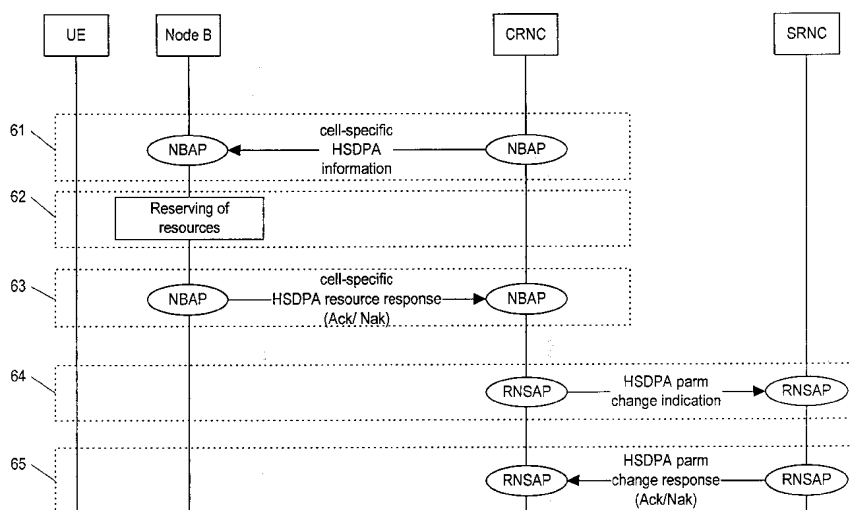 UE
Node B
CRNC
SRNC
61
NBAP
cell-specific
HSDPA
information
NBAP
62
Reserving of
resources
63
NBAP
cell-specific
HSDPA resource response
(Ack/ Nak)
NBAP
64
RNSAP
HSDPA parm
change indication
RNSAP
65
RNSAP
HSDPA parm
change response
(Ack/Nak)
RNSAP